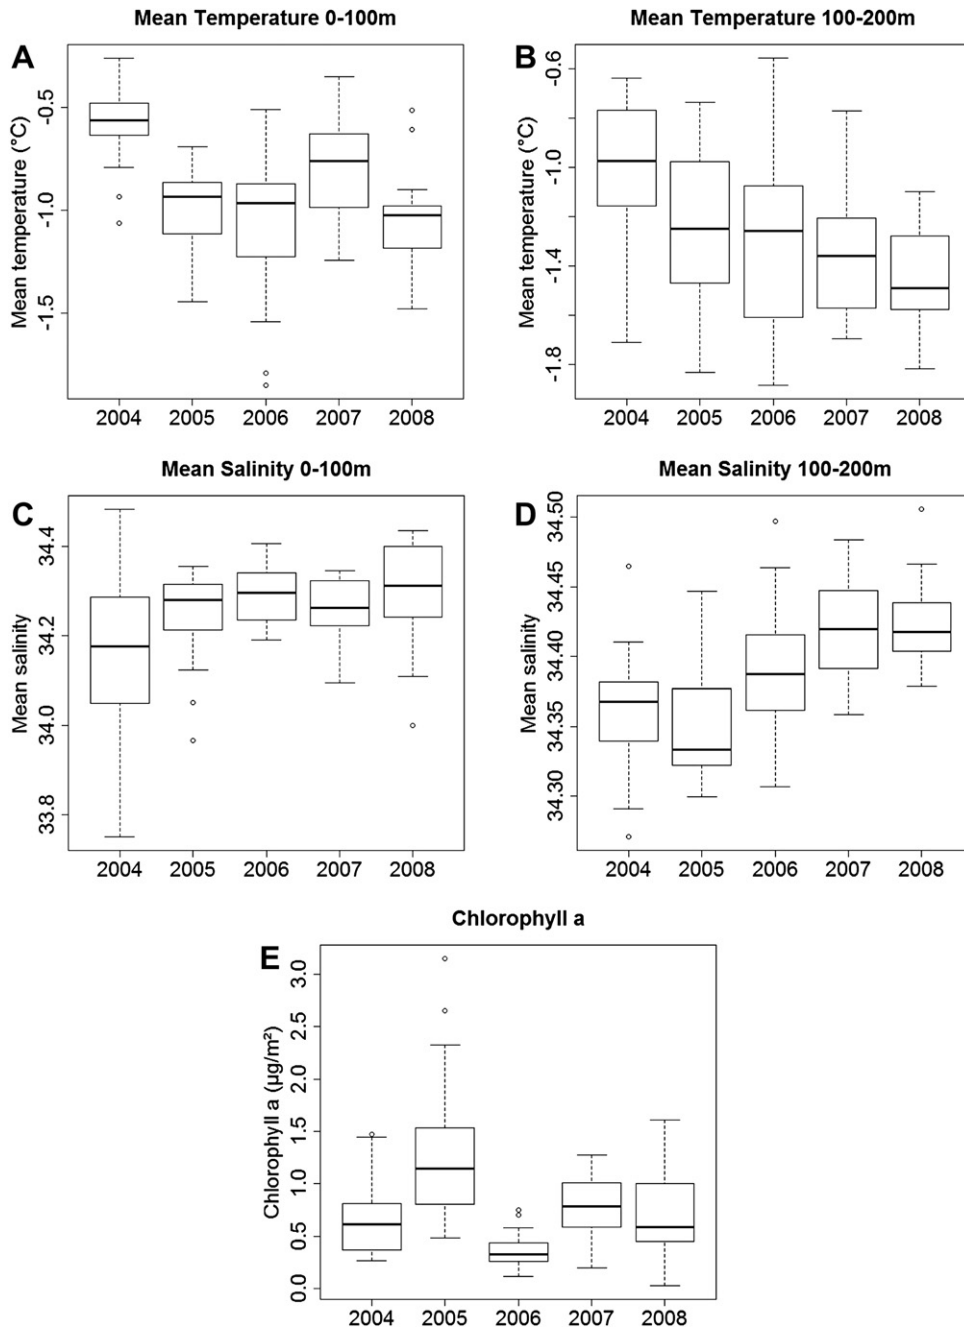 Mean Temperature 0-100m
A
Mean temperature (°C)
-0.5
-1.0
-1.5
2004 2005 2006 2007 2008
Mean Temperature 100-200m
B
Mean temperature (°C)
-0.6
-1.0
-1.4
-1.8
2004 2005 2006 2007 2008
Mean Salinity 0-100m
C
Mean salinity
34.4
34.2
34.0
33.8
2004 2005 2006 2007 2008
Mean Salinity 100-200m
D
Mean salinity
34.50
34.45
34.40
34.35
34.30
2004 2005 2006 2007 2008
Chlorophyll a
E
Chlorophyll a (µg/m²)
3.0
2.5
2.0
1.5
1.0
0.5
0.0
2004 2005 2006 2007 2008